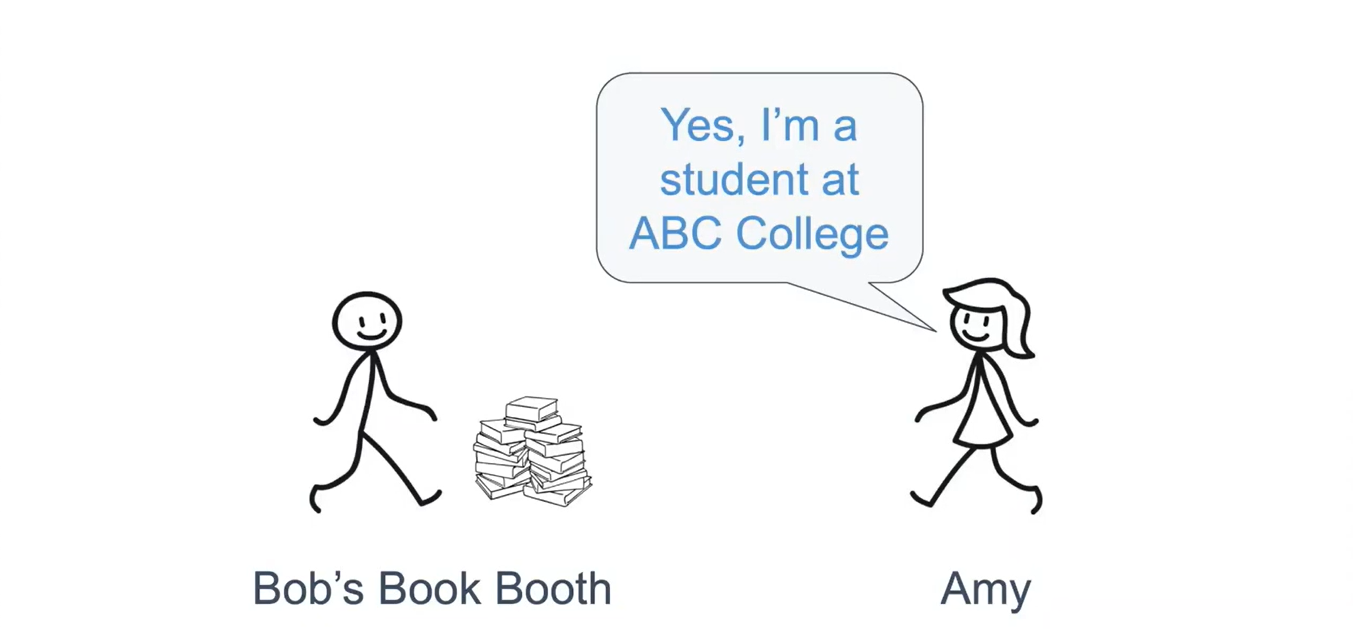 Yes, I’m a
student at
ABC College
Bob’s Book Booth
Amy